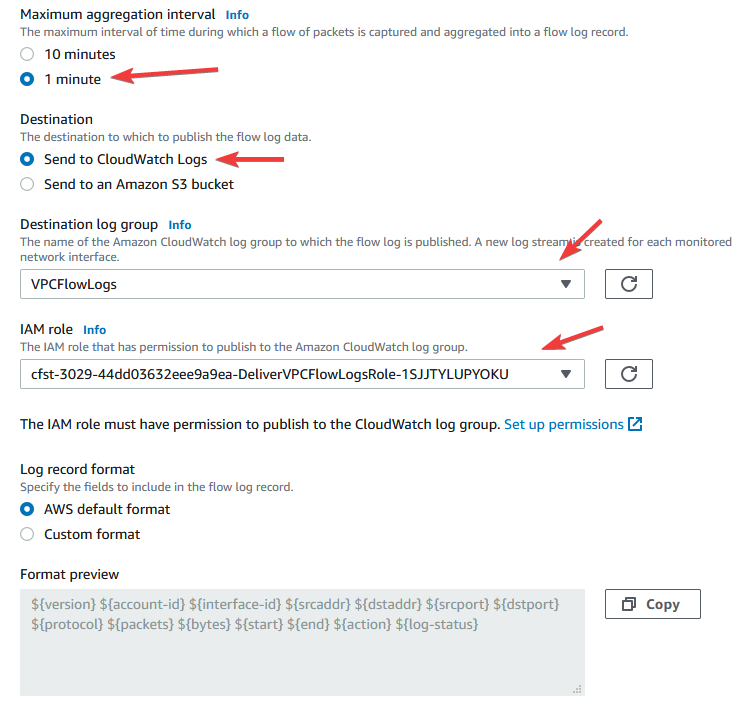 Maximum aggregation interval Info
The maximum interval of time during which a flow of packets is captured and aggregated into a flow log record.
10 minutes
1 minute
Destination
The destination to which to publish the flow log data.
Send to CloudWatch Logs
Send to an Amazon S3 bucket
Destination log group Info
The name of the Amazon CloudWatch log group to which the flow log is published. A new log stream is created for each monitored
network interface.
VPCFlowLogs
IAM role Info
The IAM role that has permission to publish to the Amazon CloudWatch log group.
cfst-3029-44dd03632eee9a9ea-DeliverVPCFlowLogsRole-1SJJTYLUPYOKU
The IAM role must have permission to publish to the CloudWatch log group. Set up permissions
Log record format
Specify the fields to include in the flow log record.
AWS default format
Custom format
Format preview
${version} ${account-id} ${interface-id} ${srcaddr} ${dstaddr} ${srcport} ${dstport}
${protocol} ${packets} ${bytes} ${start} ${end} ${action} ${log-status}
Copy